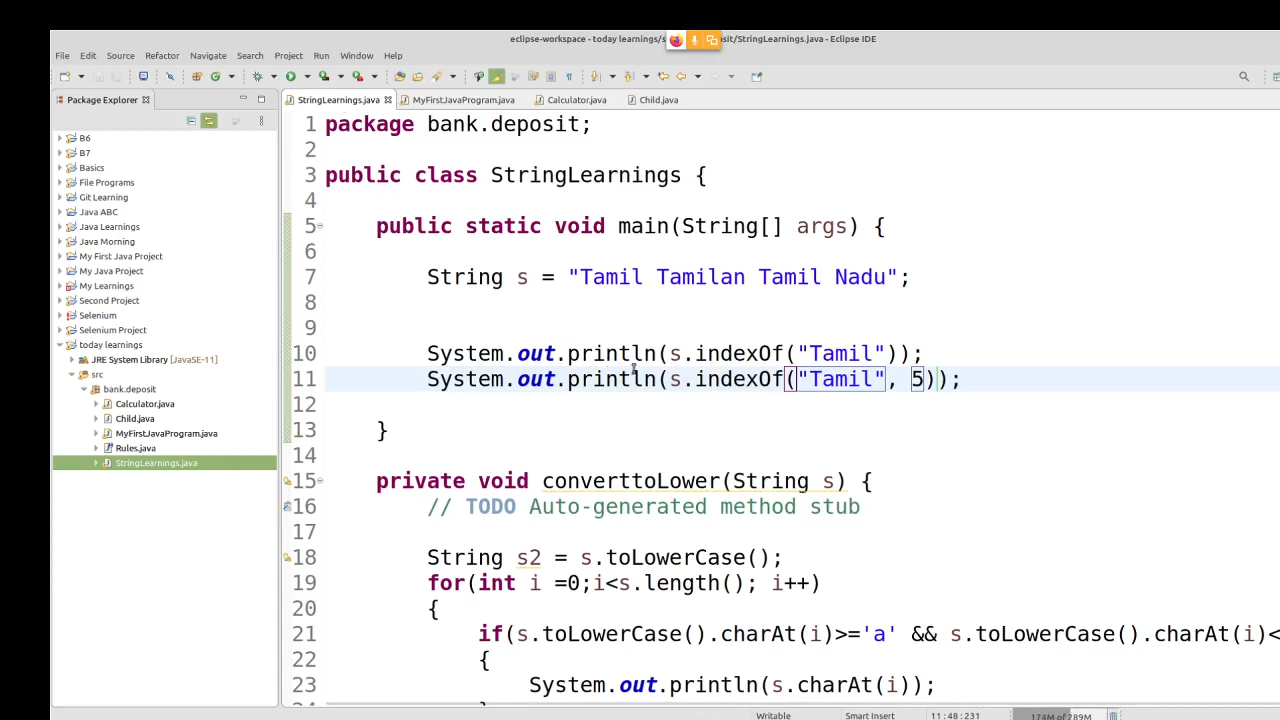 eclipse-workspace - today learnings/s sit/StringLearnings.java - Eclipse IDE
File Edit Source Refactor Navigate Search Project Run Window Help
Package Explorer
StringLearnings.java MyFirstJavaProgram.java Calculator.java Child.java
B6
B7
Basics
File Programs
Git Learning
Java ABC
Java Learnings
Java Morning
My First Java Project
My Java Project
My Learnings
Second Project
Selenium
Selenium Project
today learnings
JRE System Library [JavaSE-11]
src
bank.deposit
Calculator.java
Child.java
MyFirstJavaProgram.java
Rules.java
StringLearnings.java
1 package bank.deposit;
2
3 public class StringLearnings {
4
5 public static void main(String[] args) {
6
7 String s = "Tamil Tamilan Tamil Nadu";
8
9
10 System.out.println(s.indexOf("Tamil"));
11 System.out.println(s.indexOf("Tamil", 5));
12
13 }
14
15 private void converttoLower(String s) {
16 // TODO Auto-generated method stub
17
18 String s2 = s.toLowerCase();
19 for(int i =0;i<s.length(); i++)
20 {
21 if(s.toLowerCase().charAt(i)>='a' && s.toLowerCase().charAt(i)<
22 {
23 System.out.println(s.charAt(i));
Writable Smart Insert 11 : 48 : 231 174M of 289M